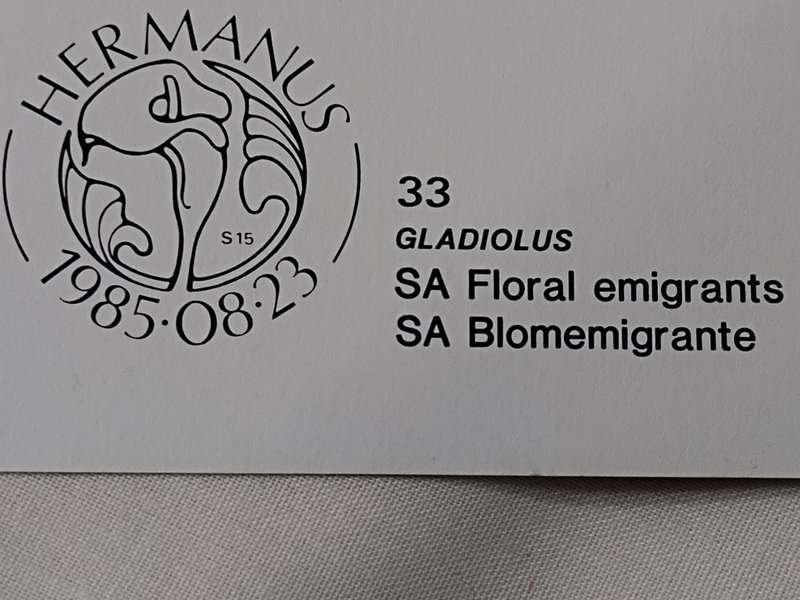 HERMANUS
S15
1985·08·23
33
GLADIOLUS
SA Floral emigrants
SA Blomemigrante